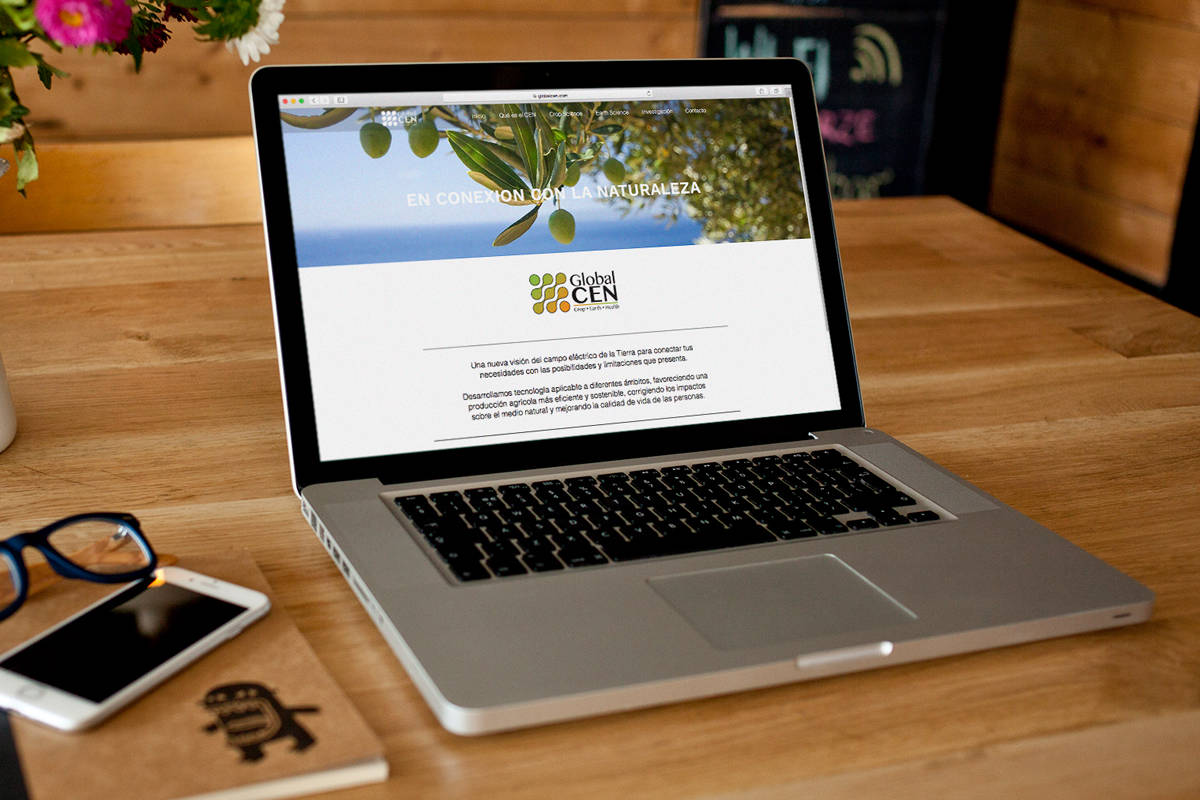 globalcen.com
Global
CEN
Inicio Qué es el CEN Crop Science Earth Science Investigación Contacto
EN CONEXION CON LA NATURALEZA
Global
CEN
Crop • Earth • Health
Una nueva visión del campo eléctrico de la Tierra para conectar tus
necesidades con las posibilidades y limitaciones que presenta.
Desarrollamos tecnología aplicable a diferentes ámbitos, favoreciendo una
producción agrícola más eficiente y sostenible, corrigiendo los impactos
sobre el medio natural y mejorando la calidad de vida de las personas.